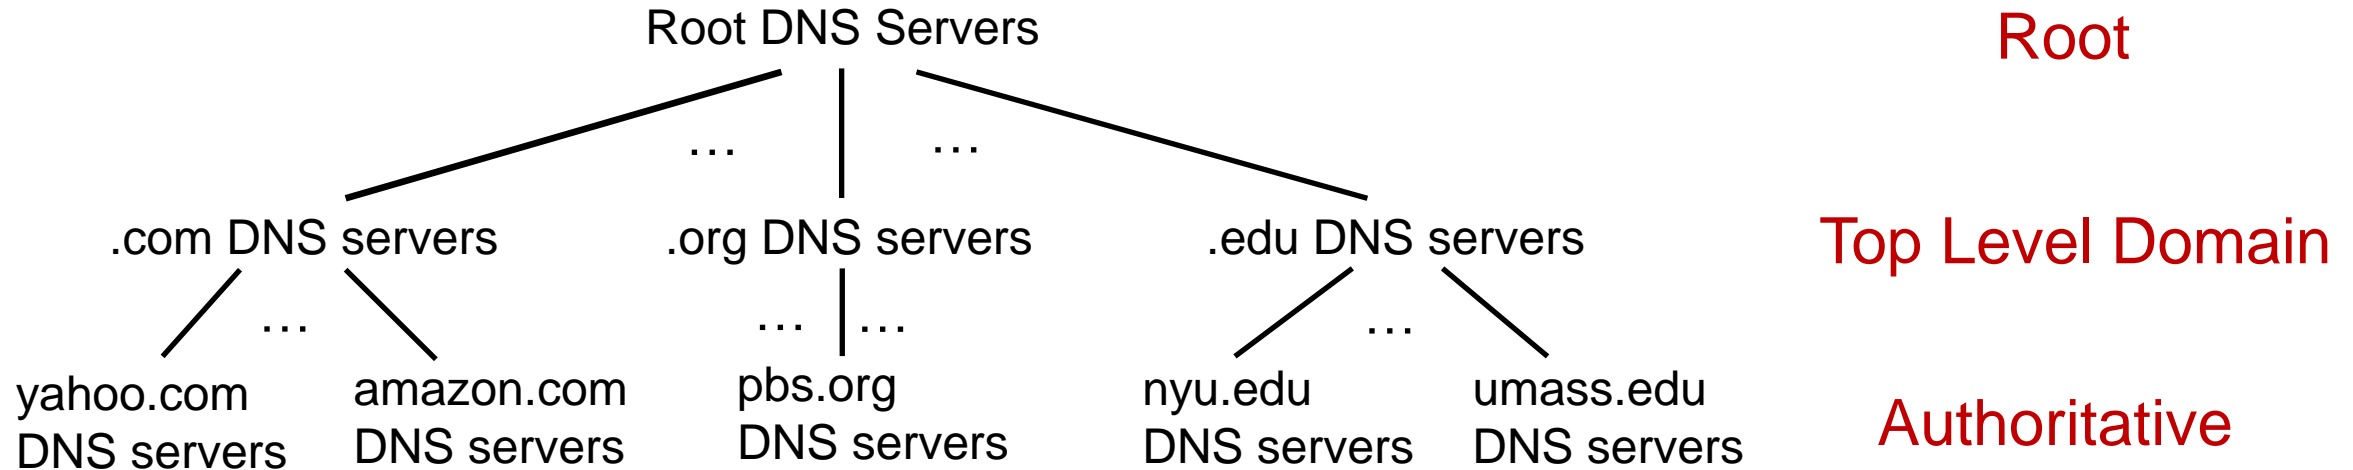 Root DNS Servers
Root
… …
.com DNS servers
.org DNS servers
.edu DNS servers
Top Level Domain
… … … …
yahoo.com
DNS servers
amazon.com
DNS servers
pbs.org
DNS servers
nyu.edu
DNS servers
umass.edu
DNS servers
Authoritative